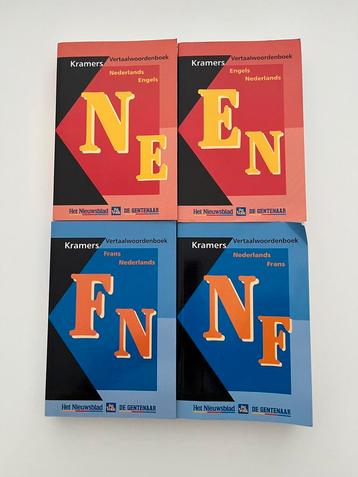 Kramers Vertaalwoordenboek
Nederlands
Engels
N E
Het Nieuwsblad DE GENTENAAR
Kramers Vertaalwoordenboek
Engels
Nederlands
E N
Het Nieuwsblad DE GENTENAAR
Kramers Vertaalwoordenboek
Frans
Nederlands
F N
Het Nieuwsblad DE GENTENAAR
Kramers Vertaalwoordenboek
Nederlands
Frans
N F
Het Nieuwsblad DE GENTENAAR